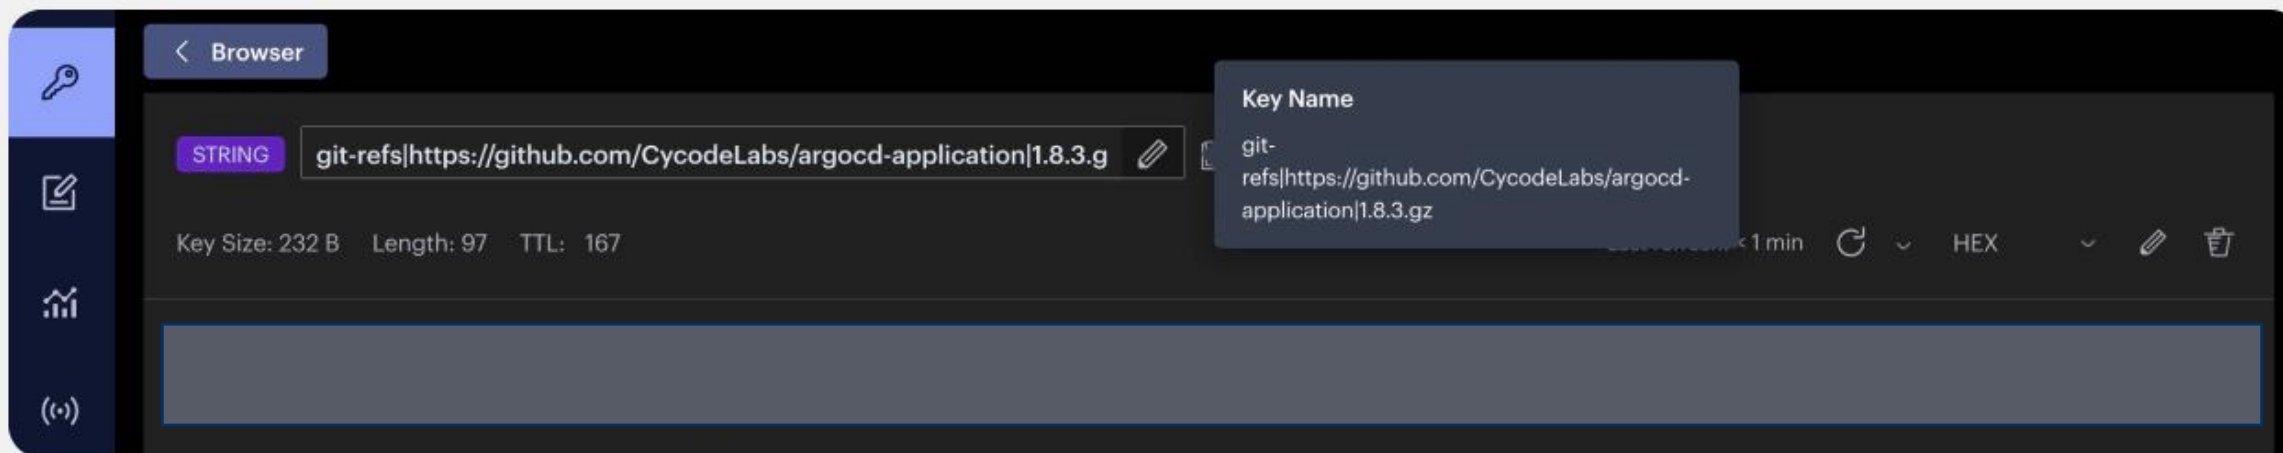 Browser
Key Name
STRING
git-refs|https://github.com/CycodeLabs/argocd-application|1.8.3.g
git-
refs|https://github.com/CycodeLabs/argocd-
application|1.8.3.gz
Key Size: 232 B
Length: 97
TTL: 167
< 1 min
HEX